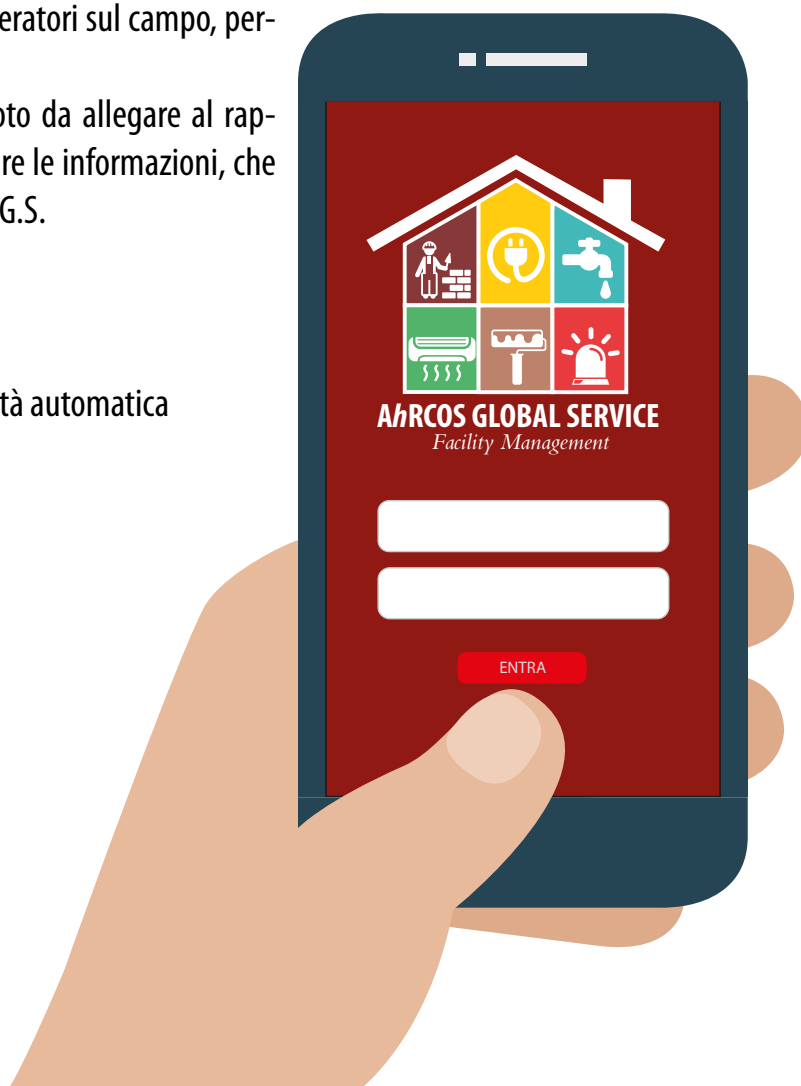 eratori sul campo, per-
oto da allegare al rap-
re le informazioni, che
G.S.
tà automatica
AhRCOS GLOBAL SERVICE
Facility Management
ENTRA